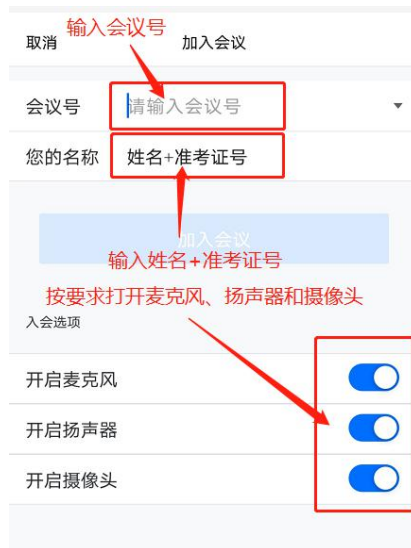 输入会议号
取消 加入会议
会议号 请输入会议号
您的名称 姓名+准考证号
加入会议
输入姓名+准考证号
按要求打开麦克风、扬声器和摄像头
入会选项
开启麦克风
开启扬声器
开启摄像头